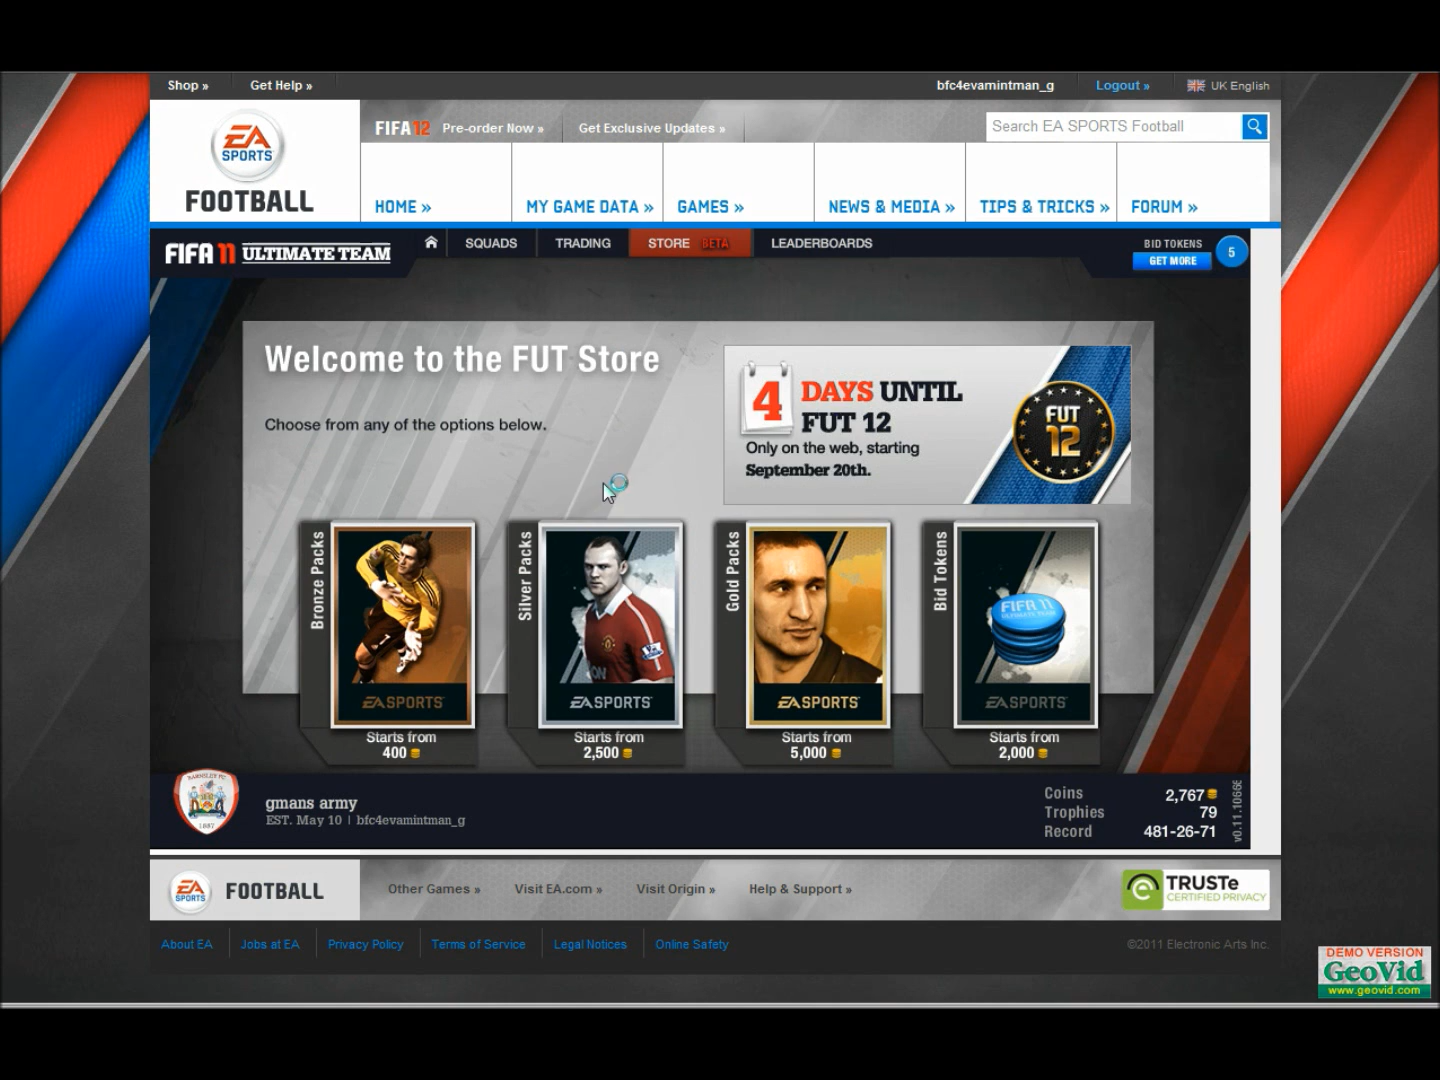 Shop »
Get Help »
bfc4evamintman_g
Logout »
UK English
EA
SPORTS
FOOTBALL
FIFA 12 Pre-order Now »
Get Exclusive Updates »
Search EA SPORTS Football
HOME »
MY GAME DATA »
GAMES »
NEWS & MEDIA »
TIPS & TRICKS »
FORUM »
FIFA 11 ULTIMATE TEAM
SQUADS
TRADING
STORE BETA
LEADERBOARDS
BID TOKENS
GET MORE
5
Welcome to the FUT Store
Choose from any of the options below.
4 DAYS UNTIL
FUT 12
Only on the web, starting
September 20th.
FUT
12
Bronze Packs
EA SPORTS
Starts from
400
Silver Packs
EA SPORTS
Starts from
2,500
Gold Packs
EA SPORTS
Starts from
5,000
Bid Tokens
FIFA 11
ULTIMATE TEAM
EA SPORTS
Starts from
2,000
BARNSLEY FC
1887
gmans army
EST. May 10 | bfc4evamintman_g
Coins 2,767
Trophies 79
Record 481-26-71
EA
SPORTS
FOOTBALL
Other Games »
Visit EA.com »
Visit Origin »
Help & Support »
TRUSTe
CERTIFIED PRIVACY
About EA
Jobs at EA
Privacy Policy
Terms of Service
Legal Notices
Online Safety
©2011 Electronic Arts Inc.
DEMO VERSION
GeoVid
www.geovid.com